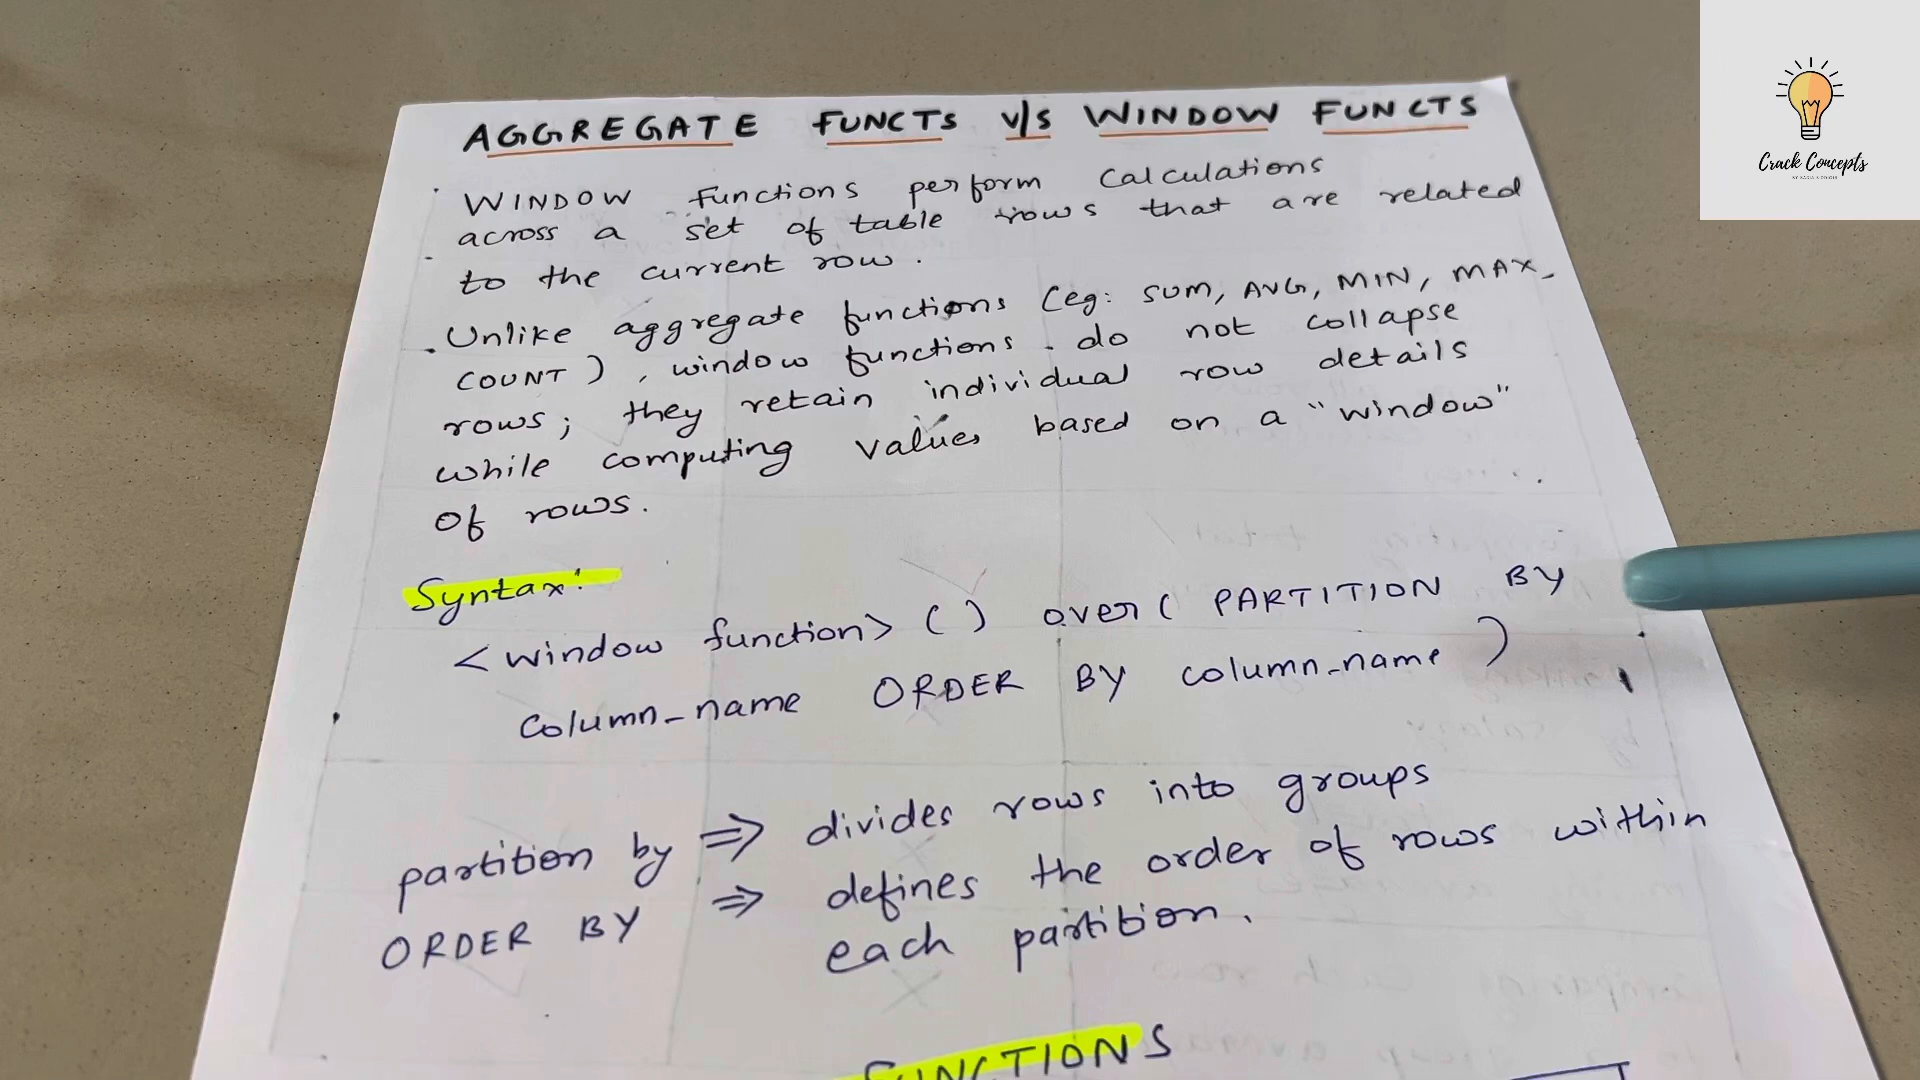 AGGREGATE FUNCTS V/S WINDOW FUNCTS
WINDOW functions perform calculations
across a set of table rows that are related
to the current row.
Unlike aggregate functions (eg: SUM, AVG, MIN, MAX,
COUNT), window functions do not collapse
rows; they retain individual row details
while computing values based on a "window"
of rows.
Syntax:
<window function> ( ) over ( PARTITION BY
column_name ORDER BY column_name )
partition by ⇒ divides rows into groups
ORDER BY ⇒ defines the order of rows within
each partition.
FUNCTIONS
Crack Concepts